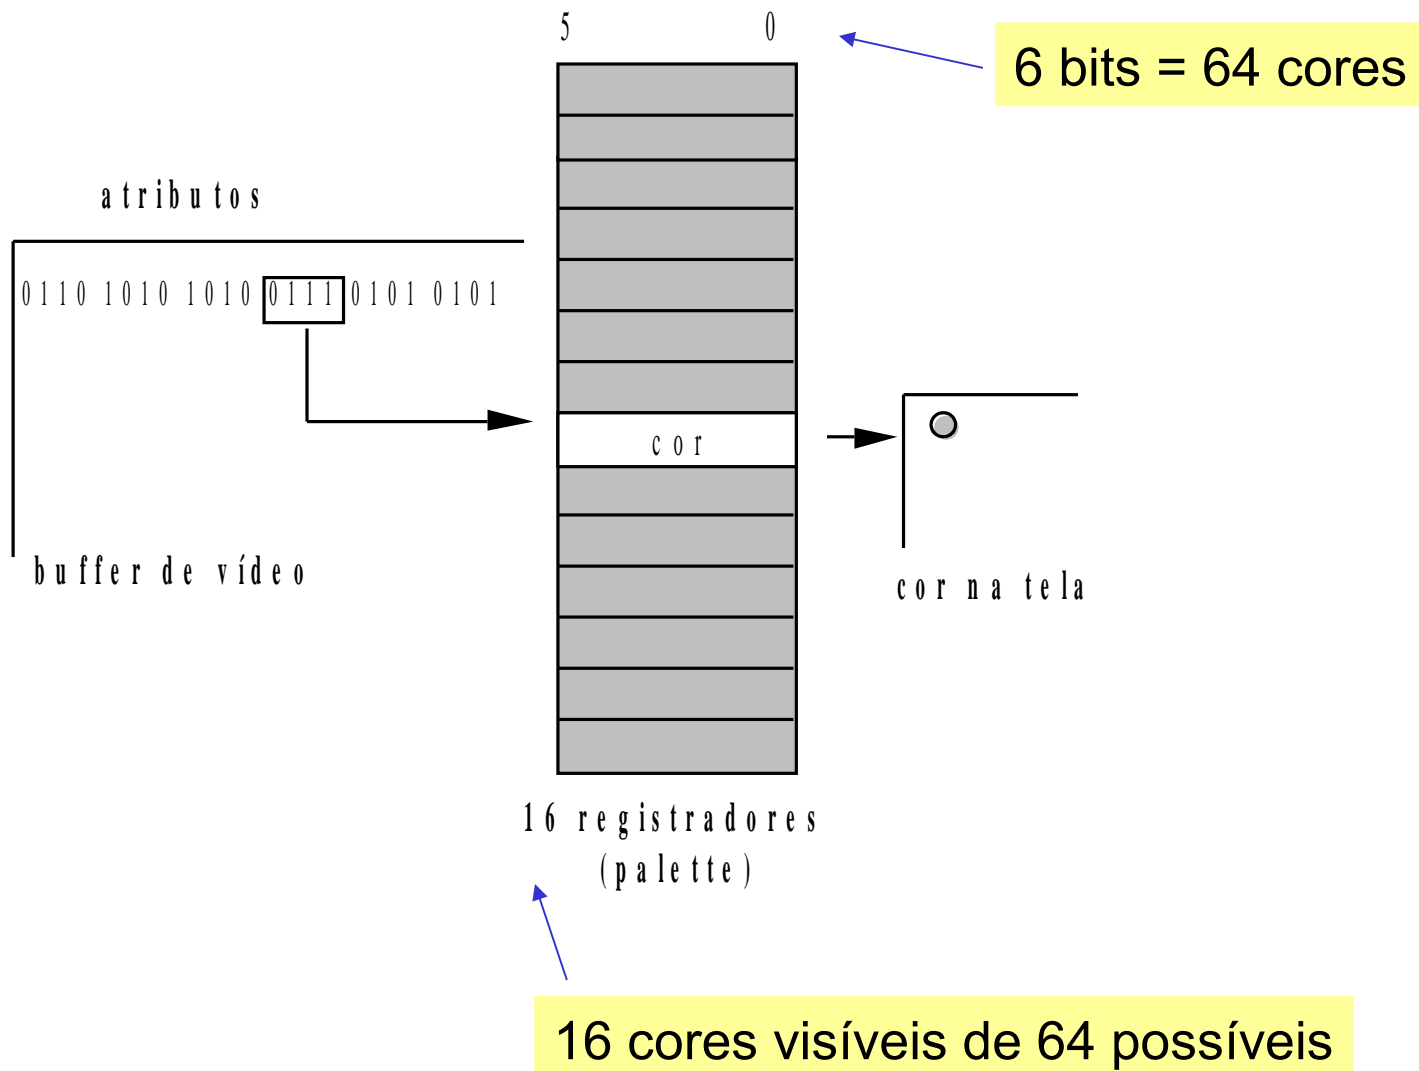 5 0
6 bits = 64 cores
atributos
0110 1010 1010 0111 0101 0101
cor
buffer de vídeo
cor na tela
16 registradores
(palette)
16 cores visíveis de 64 possíveis